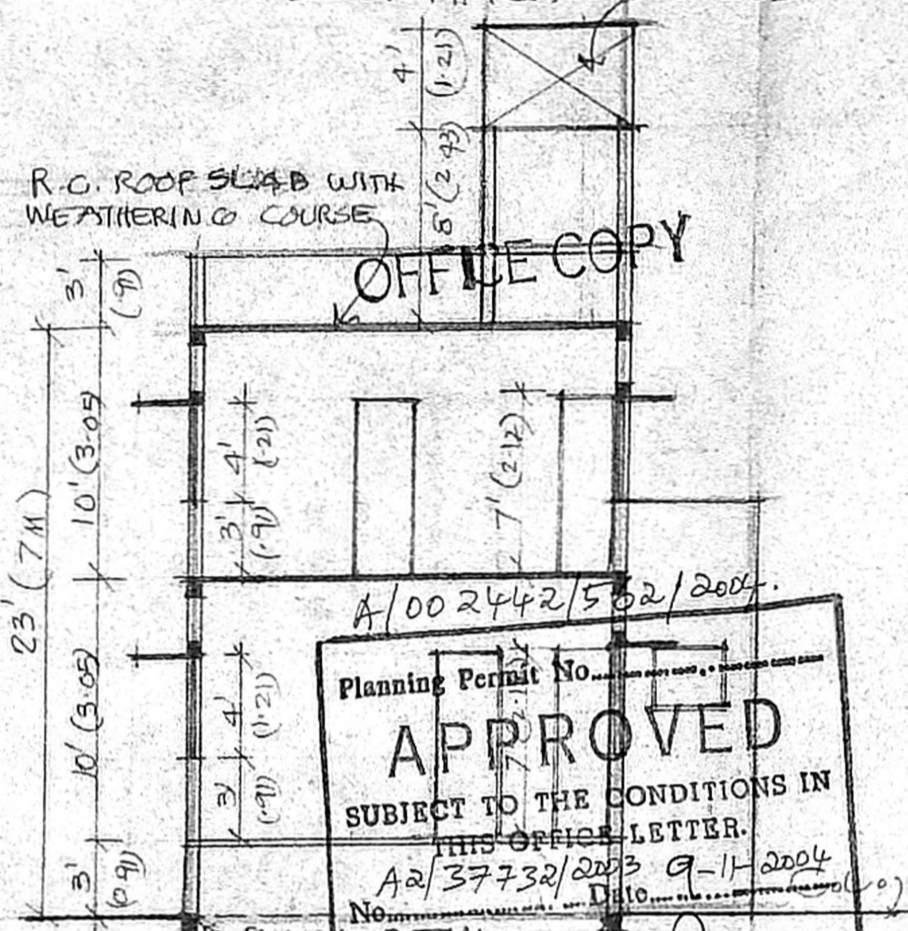 4'
(1·21)
8' (2·43)
R.C. ROOF SLAB WITH
WEATHERING COURSE
OFFICE COPY
3'
(·91)
23' (7M)
10' (3·05)
4'
(·21)
3'
(·91)
7' (2·12)
10' (3·05)
4'
(1·21)
3'
(·91)
3'
(0·91)
A/002442/532/2004.
Planning Permit No.
APPROVED
SUBJECT TO THE CONDITIONS IN
THIS OFFICE LETTER.
A2/37732/2003 9-11-2004
No. Date